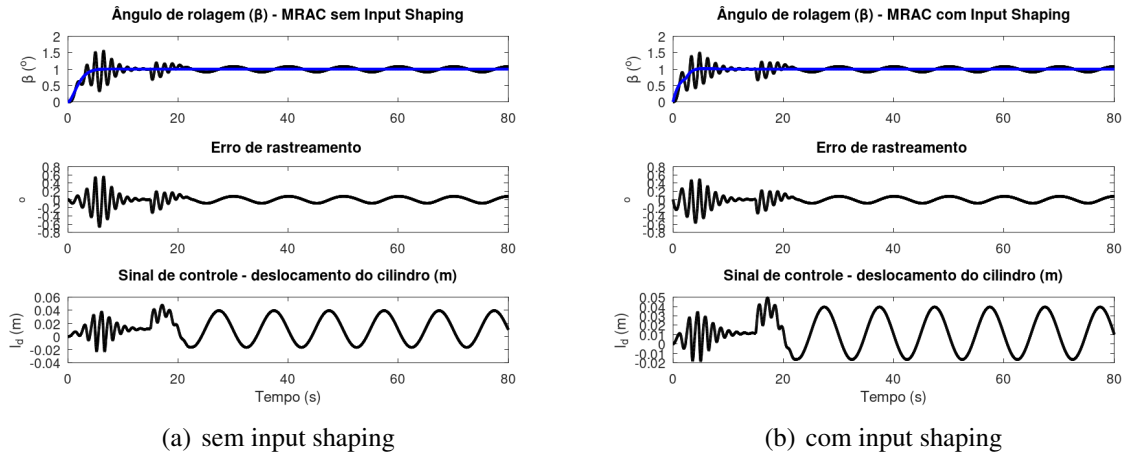 Ângulo de rolagem (β) - MRAC sem Input Shaping
β (°)
2
1.5
1
0.5
0
0 20 40 60 80
Erro de rastreamento
°
0.8
0.6
0.4
0.2
0
-0.2
-0.4
-0.6
-0.8
0 20 40 60 80
Sinal de controle - deslocamento do cilindro (m)
l_d (m)
0.06
0.04
0.02
0
-0.02
-0.04
0 20 40 60 80
Tempo (s)
(a) sem input shaping
Ângulo de rolagem (β) - MRAC com Input Shaping
β (°)
2
1.5
1
0.5
0
0 20 40 60 80
Erro de rastreamento
°
0.8
0.6
0.4
0.2
0
-0.2
-0.4
-0.6
-0.8
0 20 40 60 80
Sinal de controle - deslocamento do cilindro (m)
l_d (m)
0.05
0.04
0.03
0.02
0.01
0
-0.01
-0.02
0 20 40 60 80
Tempo (s)
(b) com input shaping